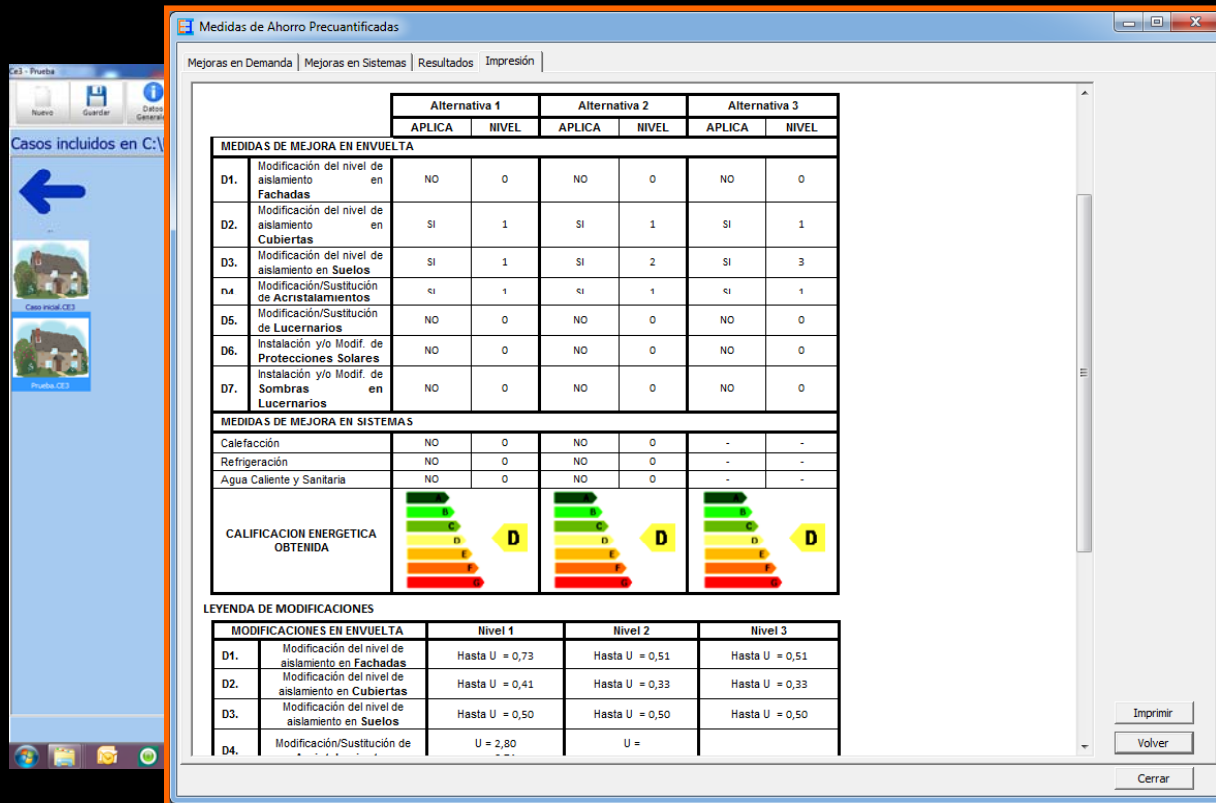 Medidas de Ahorro Precuantificadas
Mejoras en Demanda Mejoras en Sistemas Resultados Impresión
Ce3 - Prueba
Nuevo Guardar Datos
Casos incluidos en C:\
..
Caso inicial.CE3
Prueba.CE3
Alternativa 1 Alternativa 2 Alternativa 3
APLICA NIVEL APLICA NIVEL APLICA NIVEL
MEDIDAS DE MEJORA EN ENVUELTA
D1. Modificación del nivel de
aislamiento en
Fachadas
NO 0 NO 0 NO 0
D2. Modificación del nivel de
aislamiento en
Cubiertas
SI 1 SI 1 SI 1
D3. Modificación del nivel de
aislamiento en Suelos
SI 1 SI 2 SI 3
D4. Modificación/Sustitución
de Acristalamientos
SI 1 SI 1 SI 1
D5. Modificación/Sustitución
de Lucernarios
NO 0 NO 0 NO 0
D6. Instalación y/o Modif. de
Protecciones Solares
NO 0 NO 0 NO 0
D7. Instalación y/o Modif. de
Sombras en
Lucernarios
NO 0 NO 0 NO 0
MEDIDAS DE MEJORA EN SISTEMAS
Calefacción NO 0 NO 0 - -
Refrigeración NO 0 NO 0 - -
Agua Caliente y Sanitaria NO 0 NO 0 - -
CALIFICACION ENERGETICA
OBTENIDA
A A A
B B B
C C C
D D D D D D
E E E
F F F
G G G
LEYENDA DE MODIFICACIONES
MODIFICACIONES EN ENVUELTA Nivel 1 Nivel 2 Nivel 3
D1. Modificación del nivel de
aislamiento en Fachadas
Hasta U = 0,73 Hasta U = 0,51 Hasta U = 0,51
D2. Modificación del nivel de
aislamiento en Cubiertas
Hasta U = 0,41 Hasta U = 0,33 Hasta U = 0,33
D3. Modificación del nivel de
aislamiento en Suelos
Hasta U = 0,50 Hasta U = 0,50 Hasta U = 0,50
D4. Modificación/Sustitución de
U = 2,80 U =
Imprimir
Volver
Cerrar